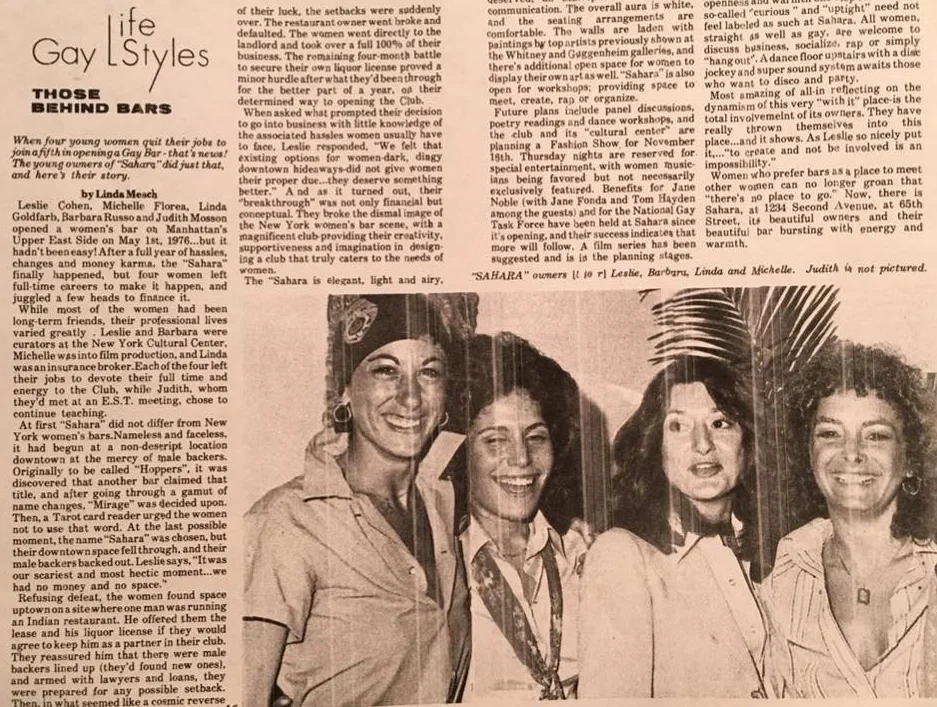 Gay Life Styles
THOSE
BEHIND BARS
When four young women quit their jobs to
join a fifth in opening a Gay Bar-that's news!
The young owners of "Sahara" did just that,
and here's their story.
by Linda Mesch
Leslie Cohen, Michelle Florea, Linda
Goldfarb, Barbara Russo and Judith Mosson
opened a women's bar on Manhattan's
Upper East Side on May 1st, 1976...but it
hadn't been easy! After a full year of hassles,
changes and money karma, the "Sahara"
finally happened, but four women left
full-time careers to make it happen, and
juggled a few heads to finance it.
While most of the women had been
long-term friends, their professional lives
varied greatly . Leslie and Barbara were
curators at the New York Cultural Center,
Michelle was into film production, and Linda
was an insurance broker. Each of the four left
their jobs to devote their full time and
energy to the Club, while Judith, whom
they'd met at an E.S.T. meeting, chose to
continue teaching.
At first "Sahara" did not differ from New
York women's bars. Nameless and faceless,
it had begun at a non-descript location
downtown at the mercy of male backers.
Originally to be called "Hoppers", it was
discovered that another bar claimed that
title, and after going through a gamut of
name changes, "Mirage" was decided upon.
Then, a Tarot card reader urged the women
not to use that word. At the last possible
moment, the name "Sahara" was chosen, but
their downtown space fell through, and their
male backers backed out. Leslie says, "It was
our scariest and most hectic moment...we
had no money and no space."
Refusing defeat, the women found space
uptown on a site where one man was running
an Indian restaurant. He offered them the
lease and his liquor license if they would
agree to keep him as a partner in their club.
They reassured him that there were male
backers lined up (they'd found new ones),
and armed with lawyers and loans, they
were prepared for any possible setback.
Then, in what seemed like a cosmic reverse
of their luck, the setbacks were suddenly
over. The restaurant owner went broke and
defaulted. The women went directly to the
landlord and took over a full 100% of their
business. The remaining four-month battle
to secure their own liquor license proved a
minor hurdle after what they'd been through
for the better part of a year, on their
determined way to opening the Club.
When asked what prompted their decision
to go into business with little knowledge of
the associated hassles women usually have
to face, Leslie responded, "We felt that
existing options for women-dark, dingy
downtown hideaways-did not give women
their proper due...they deserve something
better." And as it turned out, their
"breakthrough" was not only financial but
conceptual. They broke the dismal image of
the New York women's bar scene, with a
magnificent club-providing their creativity,
supportiveness and imagination in design-
ing a club that truly caters to the needs of
women.
The "Sahara is elegant, light and airy,
communication. The overall aura is white,
and the seating arrangements are
comfortable. The walls are laden with
paintings by top artists previously shown at
the Whitney and Guggenheim galleries, and
there's additional open space for women to
display their own art as well. "Sahara" is also
open for workshops; providing space to
meet, create, rap or organize.
Future plans include panel discussions,
poetry readings and dance workshops, and
the club and its "cultural center" are
planning a Fashion Show for November
18th. Thursday nights are reserved for
special entertainment, with women music-
ians being favored but not necessarily
exclusively featured. Benefits for Jane
Noble (with Jane Fonda and Tom Hayden
among the guests) and for the National Gay
Task Force have been held at Sahara since
it's opening, and their success indicates that
more will follow. A film series has been
suggested and is in the planning stages.
openness and
so-called "curious" and "uptight" need not
feel labeled as such at Sahara. All women,
straight as well as gay, are welcome to
discuss business, socialize, rap or simply
"hang out". A dance floor upstairs with a disc
jockey and super sound system awaits those
who want to disco and party.
Most amazing of all-in reflecting on the
dynamism of this very "with it" place-is the
total involvemelnt of its owners. They have
really thrown themselves into this
place...and it shows. As Leslie so nicely put
it,..."to create and not be involved is an
impossibility."
Women who prefer bars as a place to meet
other women can no longer groan that
"there's no place to go." Now, there is
Sahara, at 1234 Second Avenue, at 65th
Street, its beautiful owners and their
beautiful bar bursting with energy and
warmth.
"SAHARA" owners [l to r] Leslie, Barbara, Linda and Michelle. Judith is not pictured.